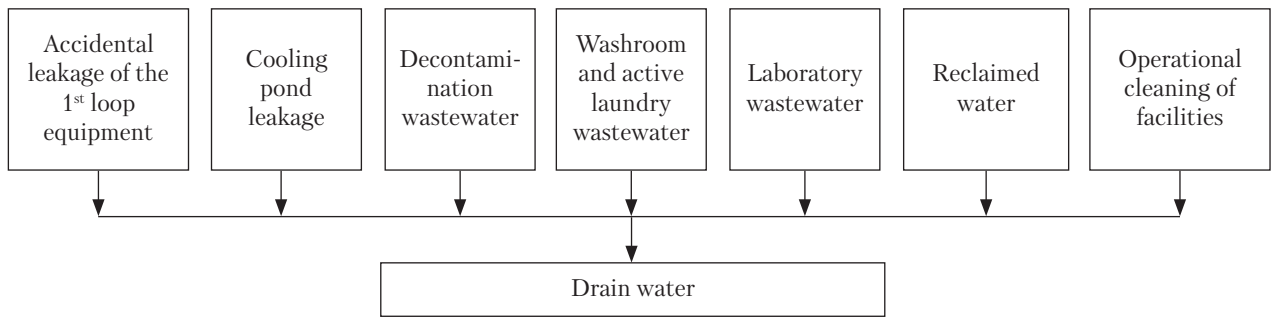 Accidental
leakage of the
1st loop
equipment
Cooling
pond
leakage
Decontami-
nation
wastewater
Washroom
and active
laundry
wastewater
Laboratory
wastewater
Reclaimed
water
Operational
cleaning of
facilities
Drain water